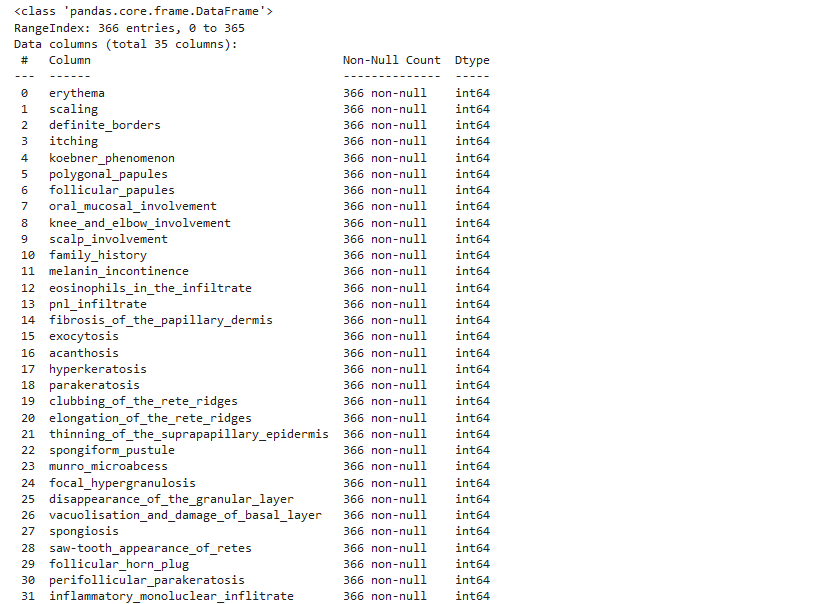 <class 'pandas.core.frame.DataFrame'>
RangeIndex: 366 entries, 0 to 365
Data columns (total 35 columns):
 #   Column                                    Non-Null Count  Dtype
---  ------                                    --------------  -----
 0   erythema                                  366 non-null    int64
 1   scaling                                   366 non-null    int64
 2   definite_borders                          366 non-null    int64
 3   itching                                   366 non-null    int64
 4   koebner_phenomenon                        366 non-null    int64
 5   polygonal_papules                         366 non-null    int64
 6   follicular_papules                        366 non-null    int64
 7   oral_mucosal_involvement                  366 non-null    int64
 8   knee_and_elbow_involvement                366 non-null    int64
 9   scalp_involvement                         366 non-null    int64
 10  family_history                            366 non-null    int64
 11  melanin_incontinence                      366 non-null    int64
 12  eosinophils_in_the_infiltrate             366 non-null    int64
 13  pnl_infiltrate                            366 non-null    int64
 14  fibrosis_of_the_papillary_dermis          366 non-null    int64
 15  exocytosis                                366 non-null    int64
 16  acanthosis                                366 non-null    int64
 17  hyperkeratosis                            366 non-null    int64
 18  parakeratosis                             366 non-null    int64
 19  clubbing_of_the_rete_ridges               366 non-null    int64
 20  elongation_of_the_rete_ridges             366 non-null    int64
 21  thinning_of_the_suprapapillary_epidermis  366 non-null    int64
 22  spongiform_pustule                        366 non-null    int64
 23  munro_microabcess                         366 non-null    int64
 24  focal_hypergranulosis                     366 non-null    int64
 25  disappearance_of_the_granular_layer       366 non-null    int64
 26  vacuolisation_and_damage_of_basal_layer   366 non-null    int64
 27  spongiosis                                366 non-null    int64
 28  saw-tooth_appearance_of_retes             366 non-null    int64
 29  follicular_horn_plug                      366 non-null    int64
 30  perifollicular_parakeratosis              366 non-null    int64
 31  inflammatory_monoluclear_inflitrate       366 non-null    int64